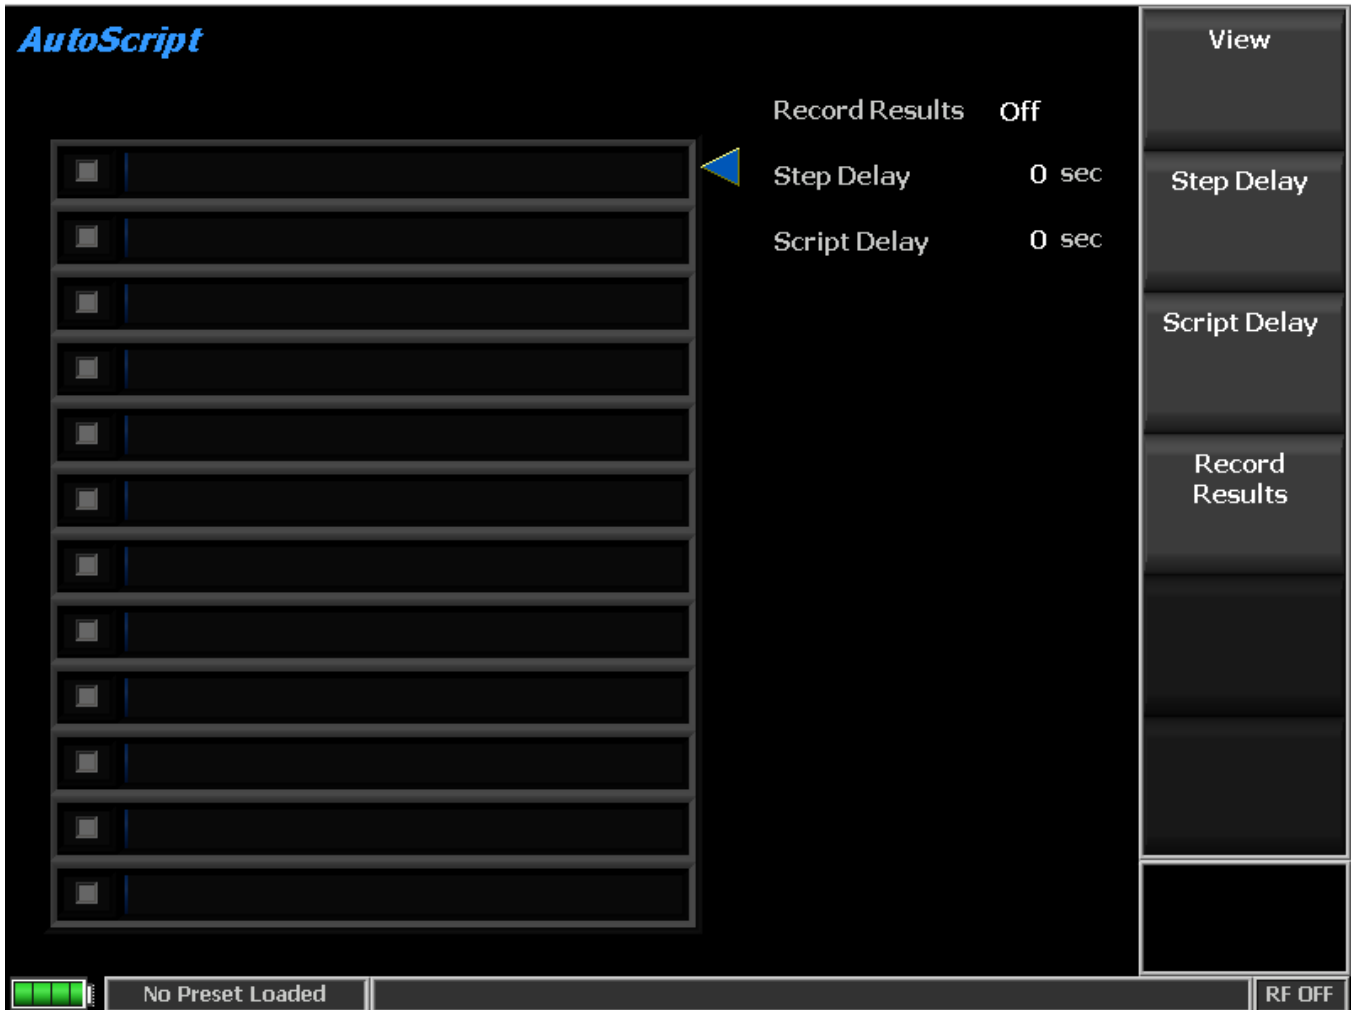 AutoScript
Record Results Off
Step Delay 0 sec
Script Delay 0 sec
View
Step Delay
Script Delay
Record
Results
No Preset Loaded
RF OFF